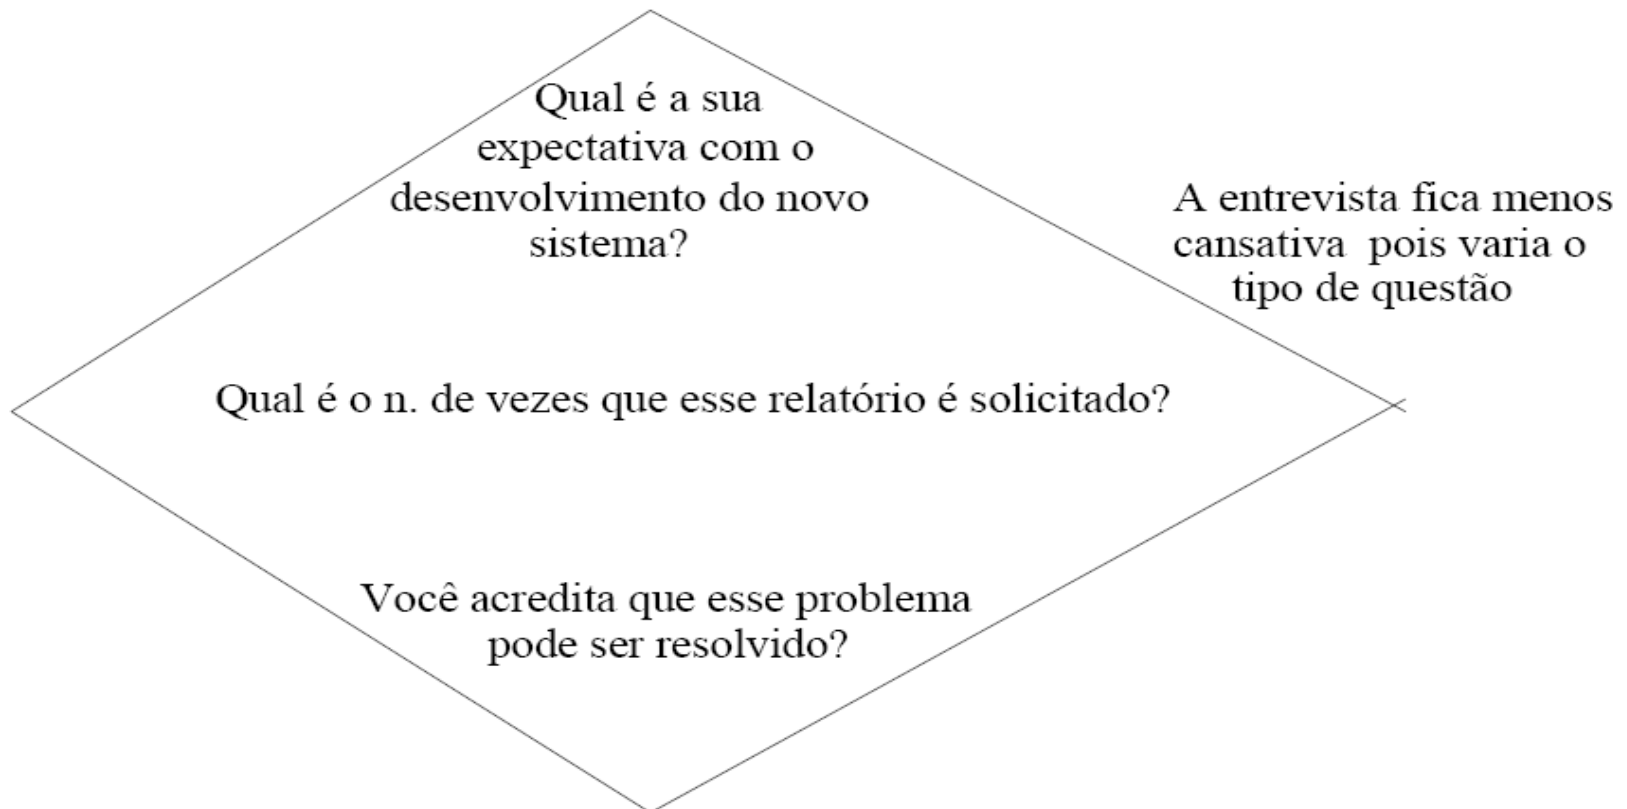 Qual é a sua
expectativa com o
desenvolvimento do novo
sistema?
A entrevista fica menos
cansativa pois varia o
tipo de questão
Qual é o n. de vezes que esse relatório é solicitado?
Você acredita que esse problema
pode ser resolvido?